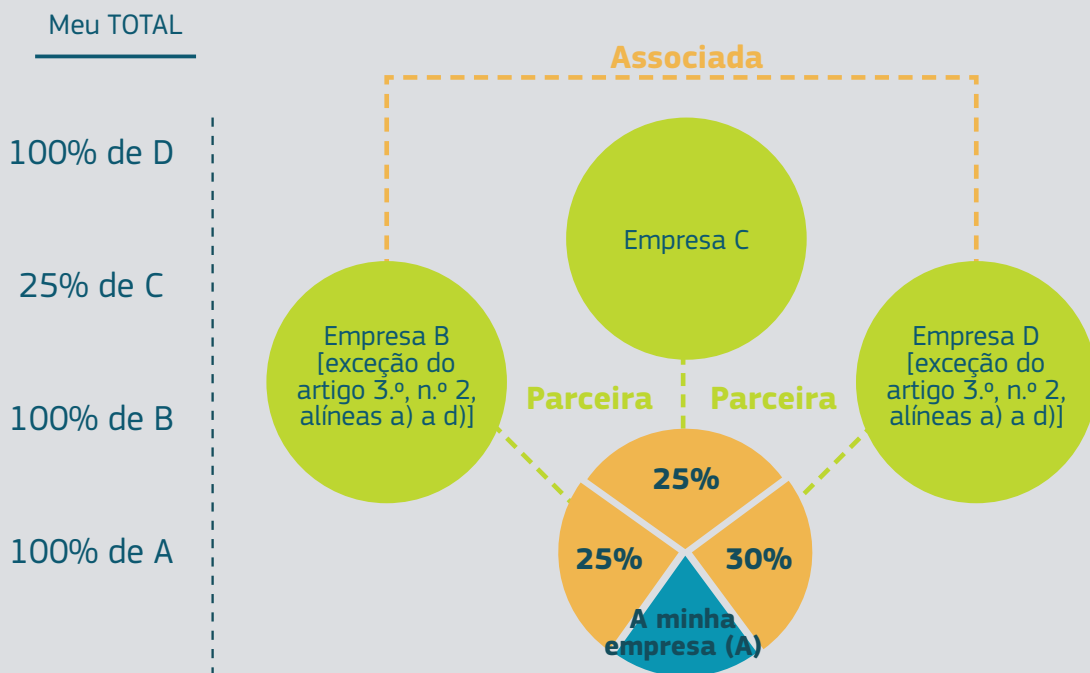 Meu TOTAL
100% de D
25% de C
100% de B
100% de A
Associada
Empresa C
Empresa B
[exceção do
artigo 3.º, n.º 2,
alíneas a) a d)]
Parceira
Parceira
Empresa D
[exceção do
artigo 3.º, n.º 2,
alíneas a) a d)]
25%
25%
30%
A minha
empresa (A)